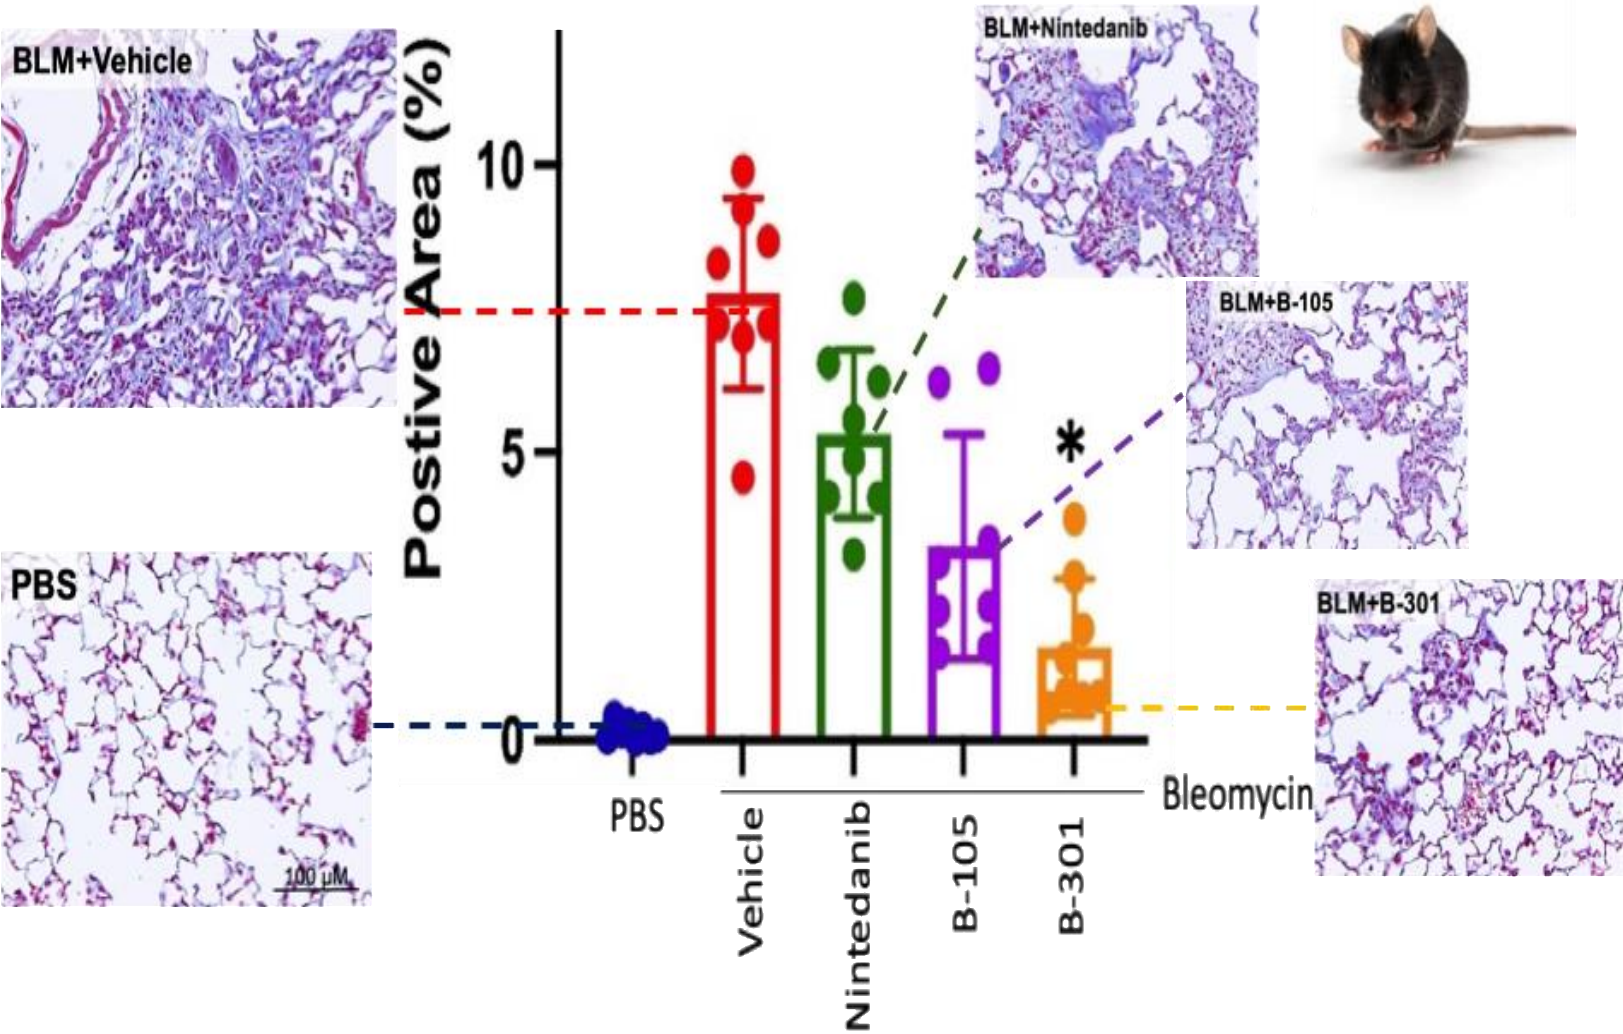 BLM+Vehicle
PBS
100 µM
Postive Area (%)
10
5
0
*
PBS
Vehicle
Nintedanib
B-105
B-301
Bleomycin
BLM+Nintedanib
BLM+B-105
BLM+B-301